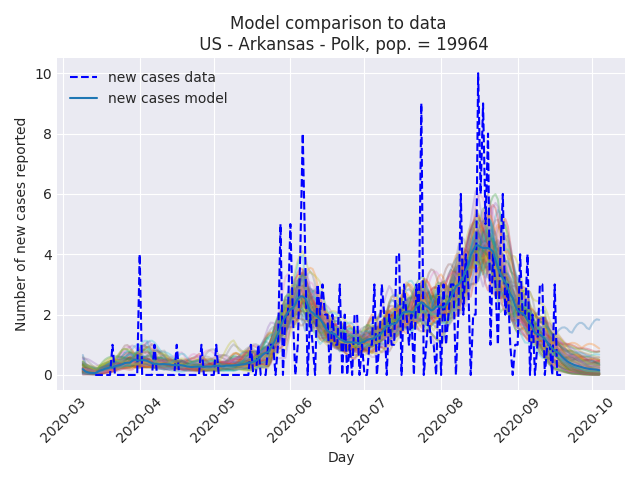 Model comparison to data
US - Arkansas - Polk, pop. = 19964
new cases data
new cases model
Number of new cases reported
10
8
6
4
2
0
2020-03
2020-04
2020-05
2020-06
2020-07
2020-08
2020-09
2020-10
Day